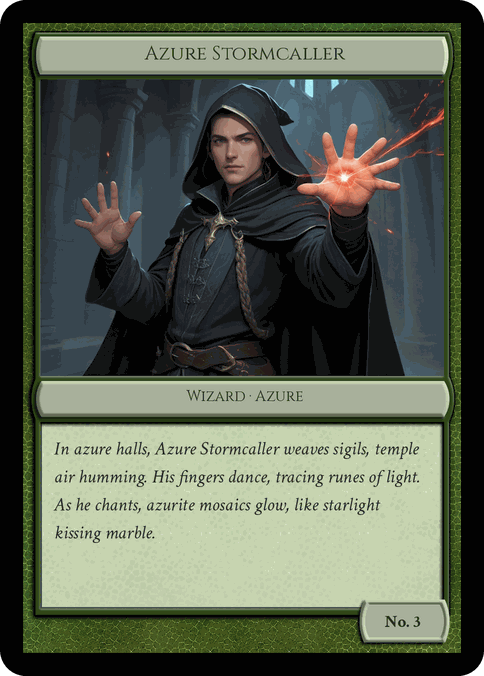 Azure Stormcaller
Wizard · Azure
In azure halls, Azure Stormcaller weaves sigils, temple
air humming. His fingers dance, tracing runes of light.
As he chants, azurite mosaics glow, like starlight
kissing marble.
No. 3